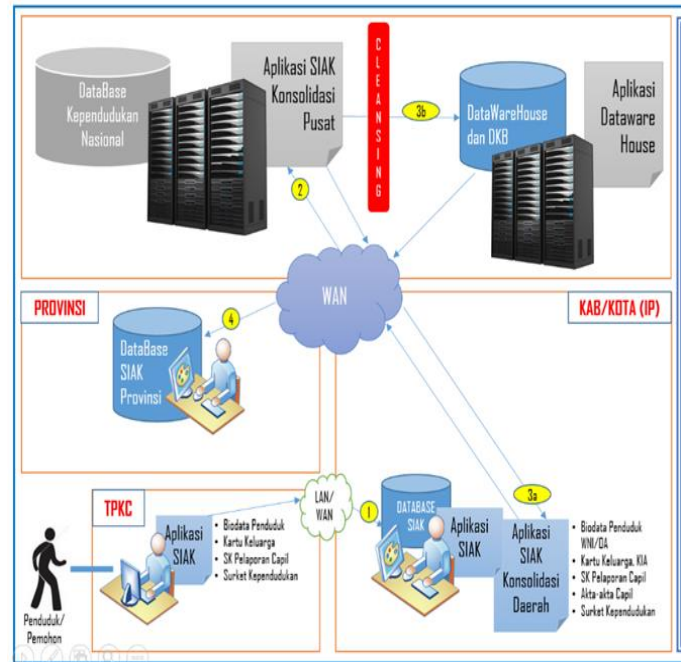 DataBase
Kependudukan
Nasional
Aplikasi SIAK
Konsolidasi
Pusat
CLEANSING
3b
DataWareHouse
dan DKB
Aplikasi
Dataware
House
2
WAN
PROVINSI
KAB/KOTA (IP)
4
DataBase
SIAK
Provinsi
TPKC
Aplikasi
SIAK
• Biodata Penduduk
• Kartu Keluarga
• SK Pelaporan Capil
• Surket Kependudukan
LAN/
WAN
1
DATABASE
SIAK
Aplikasi
SIAK
3a
Aplikasi
SIAK
Konsolidasi
Daerah
• Biodata Penduduk
WNI/OA
• Kartu Keluarga, KIA
• SK Pelaporan Capil
• Akta-akta Capil
• Surket Kependudukan
Penduduk/
Pemohon